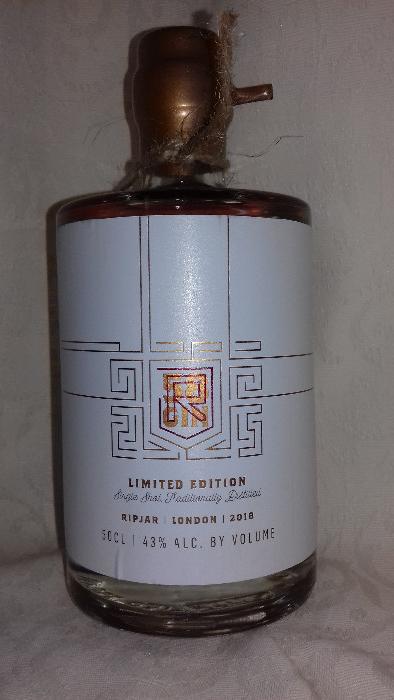 GIN
LIMITED EDITION
Single Shot, Traditionally Distilled
RIPJAR | LONDON | 2018
50CL | 43% ALC. BY VOLUME